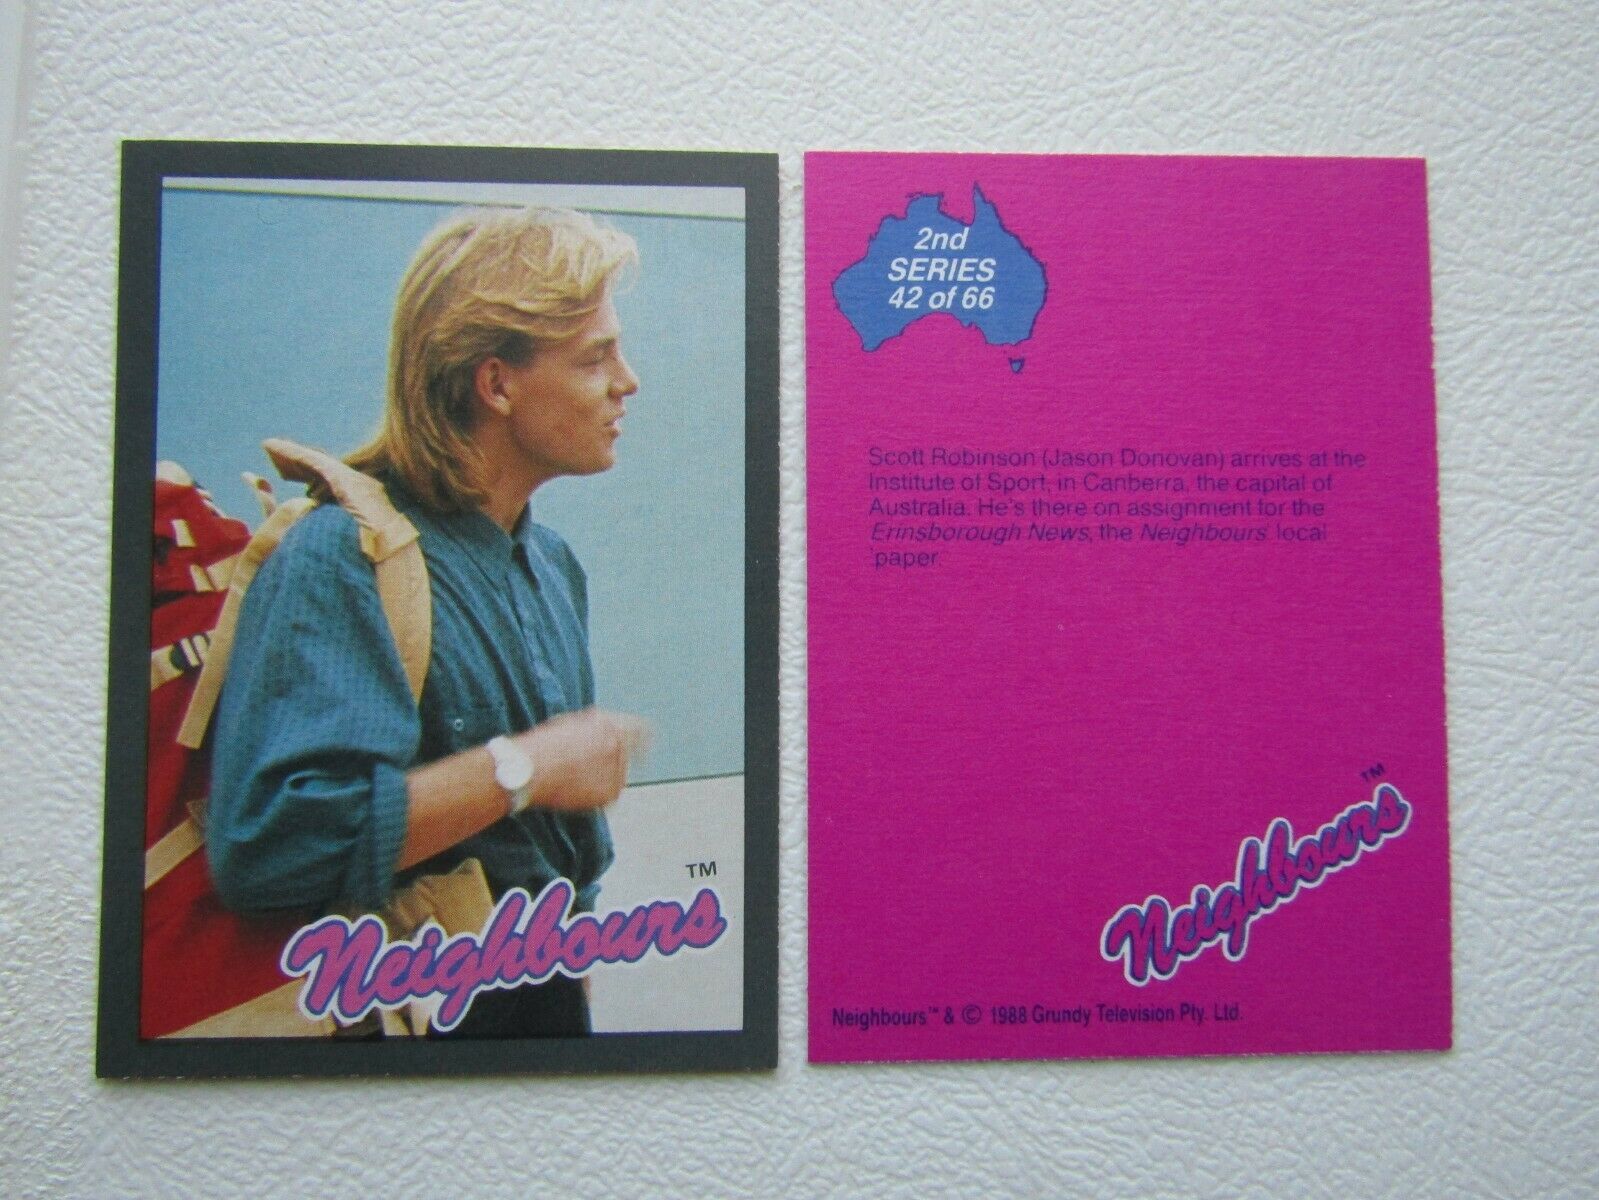 TM
Neighbours
2nd
SERIES
42 of 66
Scott Robinson (Jason Donovan) arrives at the
Institute of Sport, in Canberra, the capital of
Australia. He's there on assignment for the
Erinsborough News, the Neighbours' local
'paper.
TM
Neighbours
Neighbours™ & © 1988 Grundy Television Pty. Ltd.